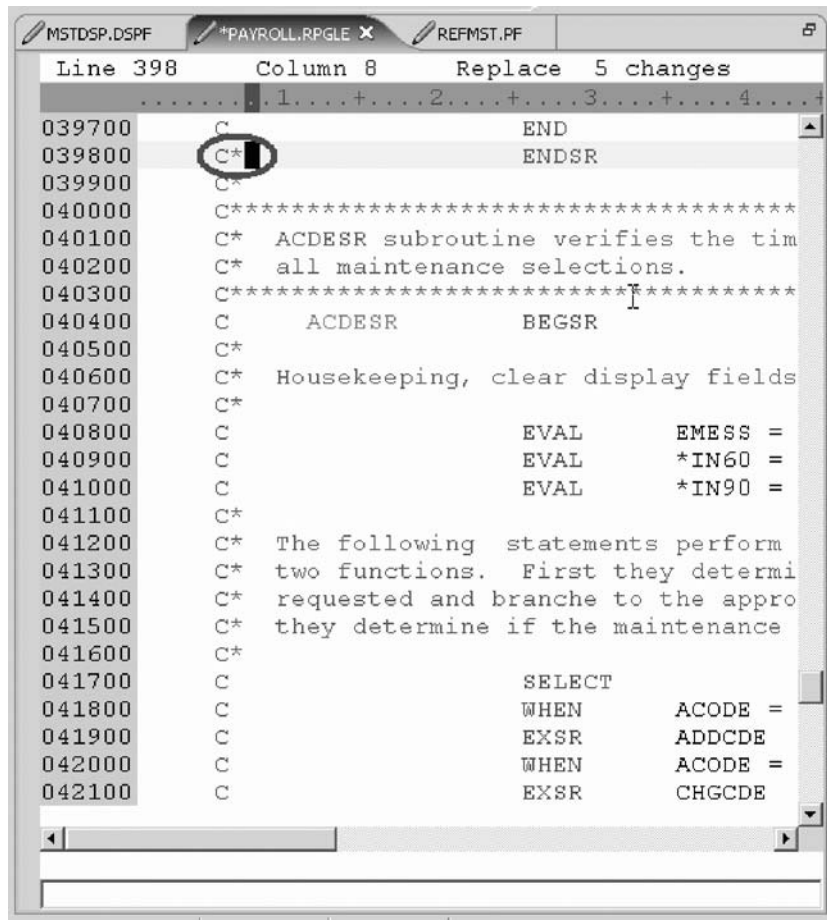 MSTDSP.DSPF *PAYROLL.RPGLE REFMST.PF
Line 398 Column 8 Replace 5 changes
.........1....+....2....+....3....+....4....+
039700 C END
039800 C* ENDSR
039900 C*
040000 C***************************************
040100 C* ACDESR subroutine verifies the tim
040200 C* all maintenance selections.
040300 C***************************************
040400 C ACDESR BEGSR
040500 C*
040600 C* Housekeeping, clear display fields
040700 C*
040800 C EVAL EMESS =
040900 C EVAL *IN60 =
041000 C EVAL *IN90 =
041100 C*
041200 C* The following statements perform
041300 C* two functions. First they determi
041400 C* requested and branche to the appro
041500 C* they determine if the maintenance
041600 C*
041700 C SELECT
041800 C WHEN ACODE =
041900 C EXSR ADDCDE
042000 C WHEN ACODE =
042100 C EXSR CHGCDE